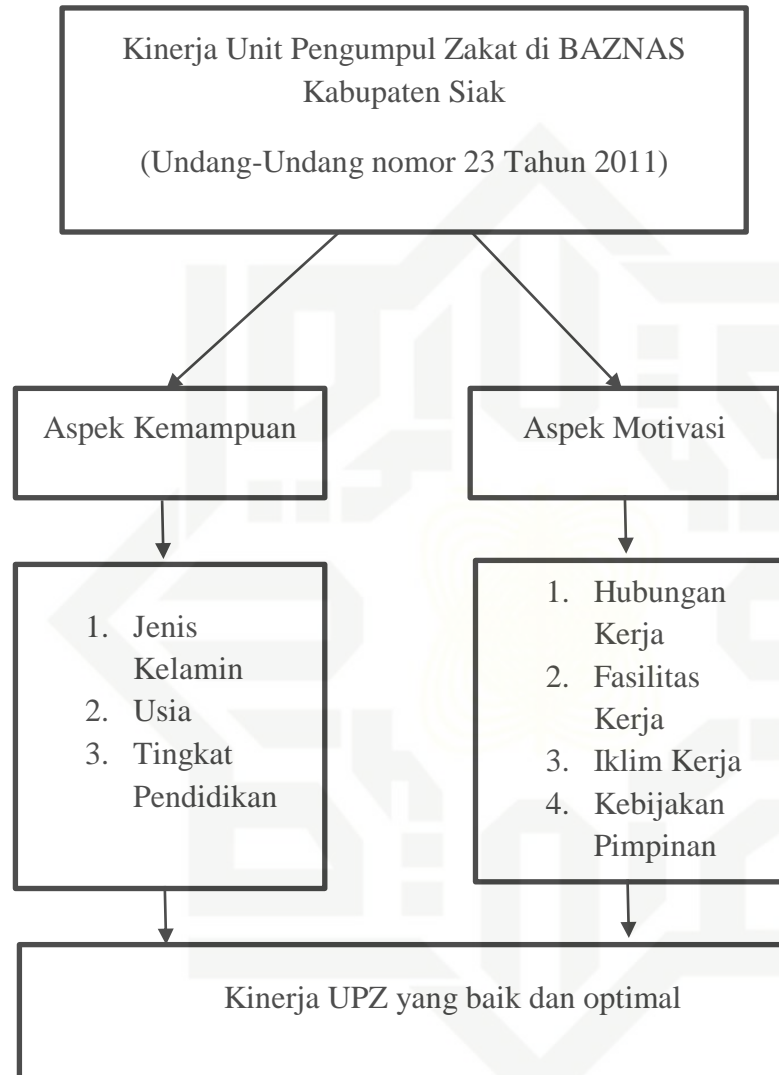 Kinerja Unit Pengumpul Zakat di BAZNAS
Kabupaten Siak
(Undang-Undang nomor 23 Tahun 2011)
Aspek Kemampuan
Aspek Motivasi
1. Jenis
Kelamin
2. Usia
3. Tingkat
Pendidikan
1. Hubungan
Kerja
2. Fasilitas
Kerja
3. Iklim Kerja
4. Kebijakan
Pimpinan
Kinerja UPZ yang baik dan optimal